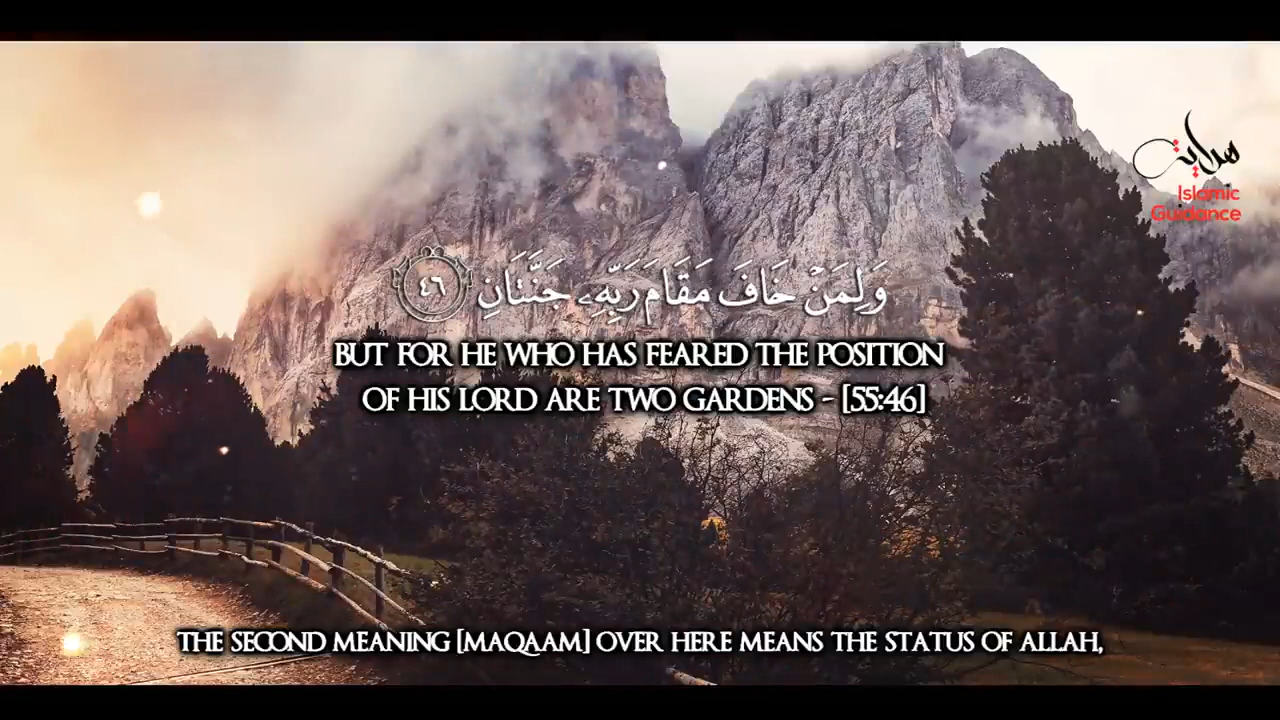 هداية
Islamic
Guidance
وَلِمَنْ خَافَ مَقَامَ رَبِّهِۦ جَنَّتَانِ ٤٦
BUT FOR HE WHO HAS FEARED THE POSITION
OF HIS LORD ARE TWO GARDENS - [55:46]
THE SECOND MEANING [MAQAAM] OVER HERE MEANS THE STATUS OF ALLAH,